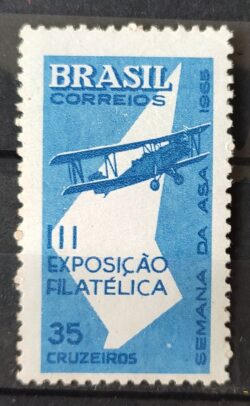 BRASIL
CORREIOS
SEMANA DA ASA 1965
III
EXPOSIÇÃO
FILATÉLICA
35
CRUZEIROS